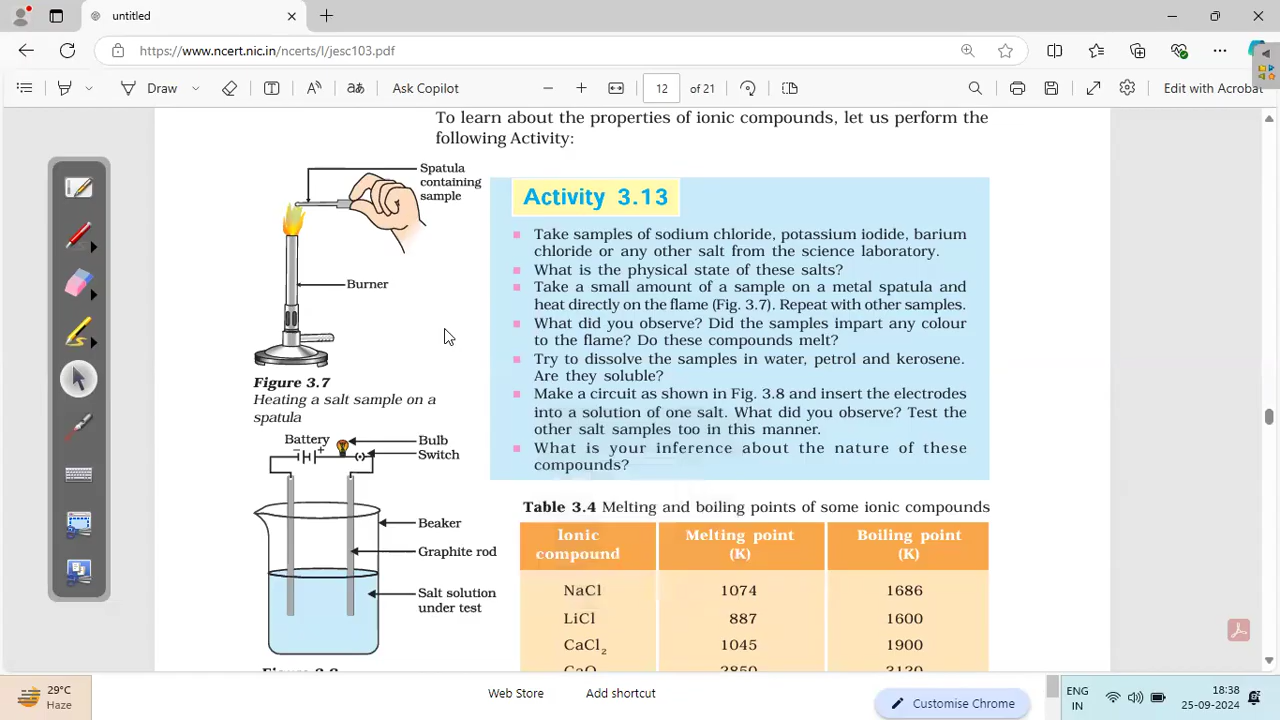 untitled
https://www.ncert.nic.in/ncerts/l/jesc103.pdf
Draw
Ask Copilot
12
of 21
Edit with Acrobat
To learn about the properties of ionic compounds, let us perform the
following Activity:
Spatula
containing
sample
Burner
Figure 3.7
Heating a salt sample on a
spatula
Activity 3.13
Take samples of sodium chloride, potassium iodide, barium
chloride or any other salt from the science laboratory.
What is the physical state of these salts?
Take a small amount of a sample on a metal spatula and
heat directly on the flame (Fig. 3.7). Repeat with other samples.
What did you observe? Did the samples impart any colour
to the flame? Do these compounds melt?
Try to dissolve the samples in water, petrol and kerosene.
Are they soluble?
Make a circuit as shown in Fig. 3.8 and insert the electrodes
into a solution of one salt. What did you observe? Test the
other salt samples too in this manner.
What is your inference about the nature of these
compounds?
Battery
Bulb
Switch
Beaker
Graphite rod
Salt solution
under test
Table 3.4 Melting and boiling points of some ionic compounds
Ionic compound Melting point (K) Boiling point (K)
NaCl 1074 1686
LiCl 887 1600
CaCl2 1045 1900
29°C
Haze
Web Store
Add shortcut
Customise Chrome
ENG
IN
18:38
25-09-2024